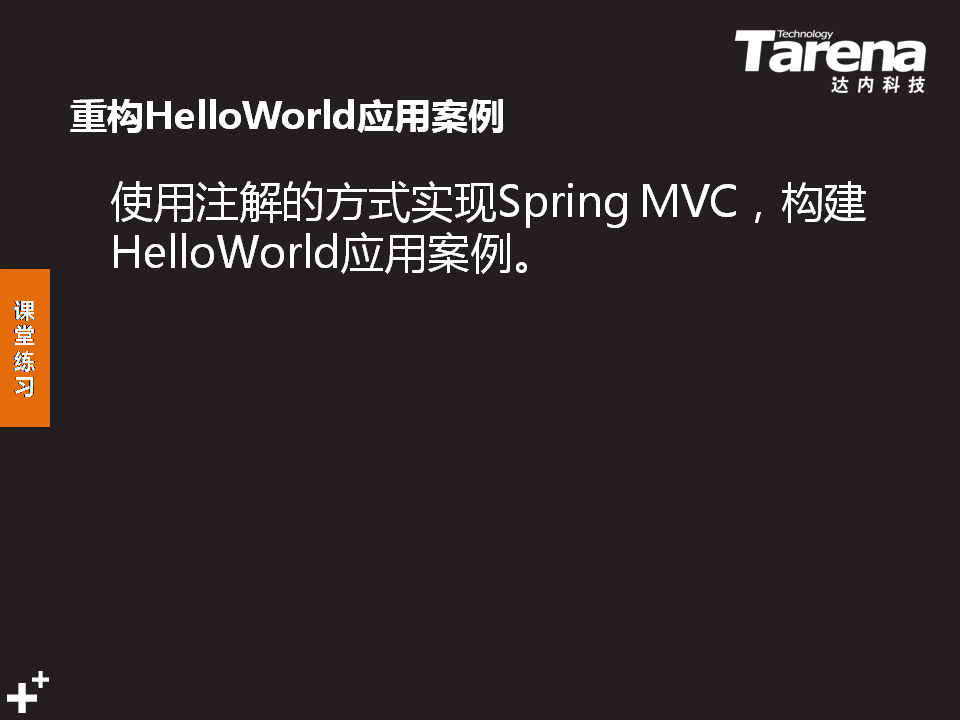 Technology
Tarena
达内科技
重构HelloWorld应用案例
使用注解的方式实现Spring MVC，构建
HelloWorld应用案例。
课
堂
练
习